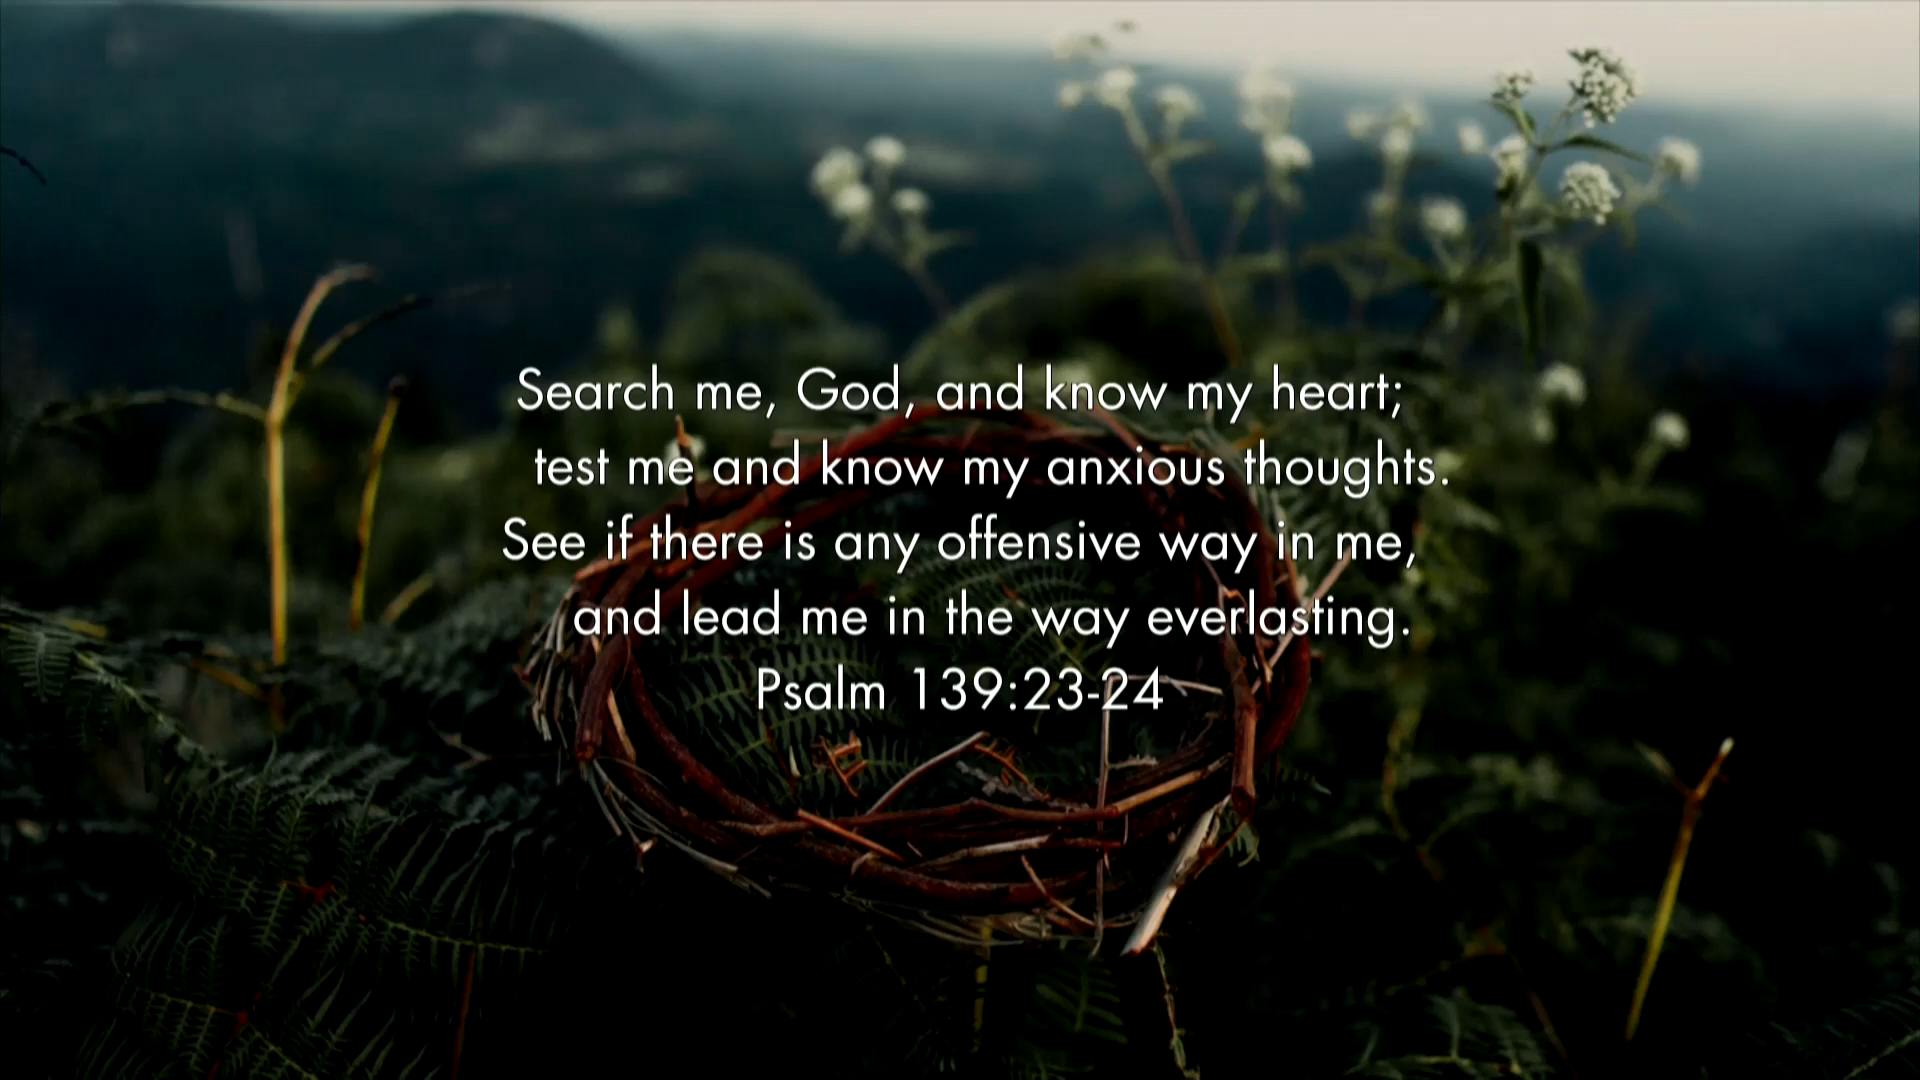 Search me, God, and know my heart;
test me and know my anxious thoughts.
See if there is any offensive way in me,
and lead me in the way everlasting.
Psalm 139:23-24